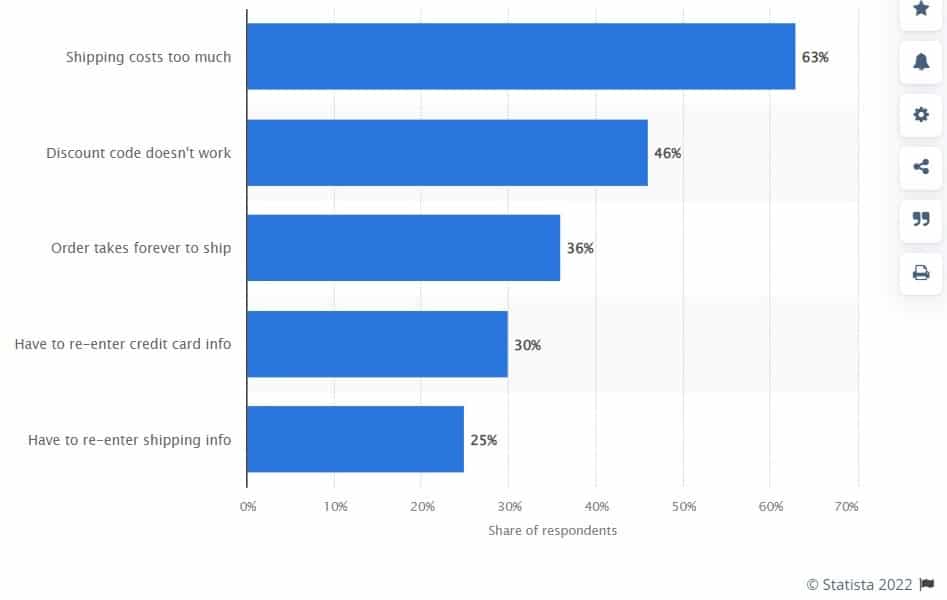 Shipping costs too much
63%
Discount code doesn't work
46%
Order takes forever to ship
36%
Have to re-enter credit card info
30%
Have to re-enter shipping info
25%
0% 10% 20% 30% 40% 50% 60% 70%
Share of respondents
© Statista 2022